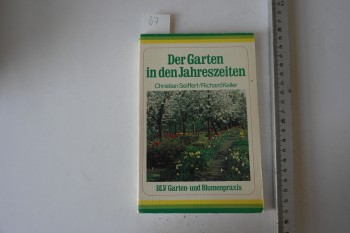 67
Der Garten
in den Jahreszeiten
Christian Seiffert/Richard Keller
BLV Garten- und Blumenpraxis